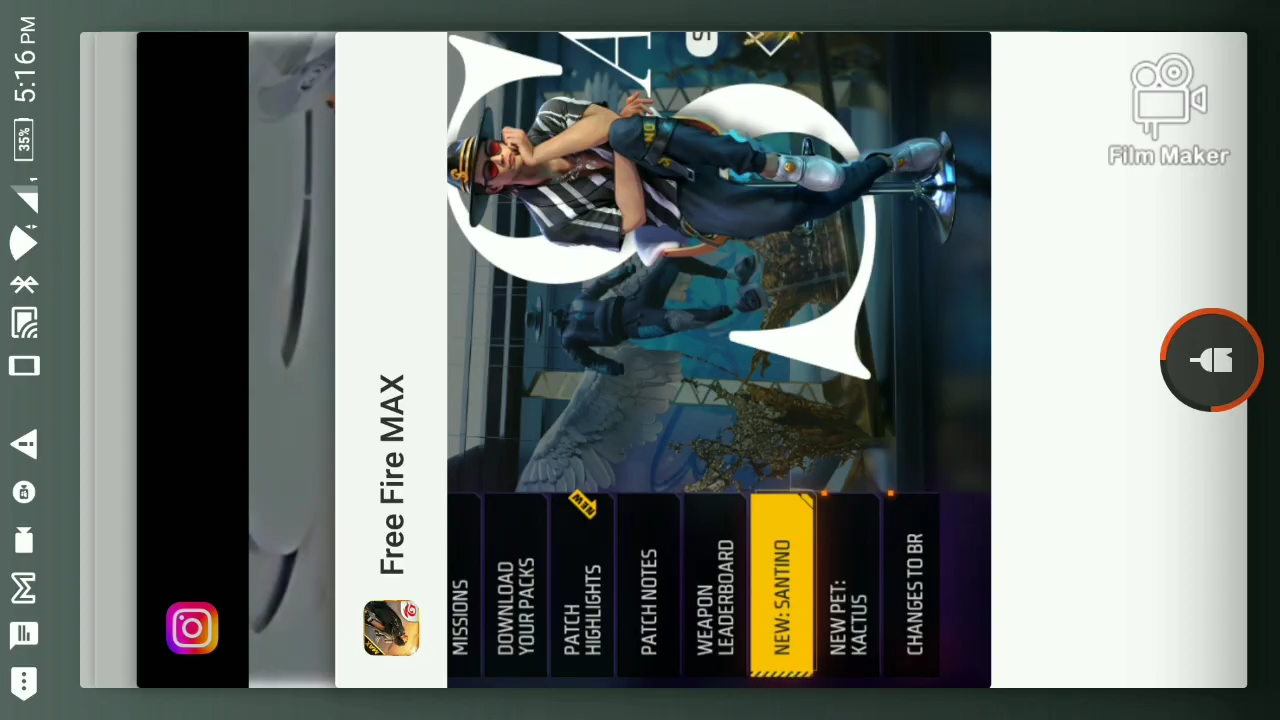 5:16 PM
35%
Film Maker
Free Fire MAX
MISSIONS
DOWNLOAD
YOUR PACKS
PATCH
HIGHLIGHTS
NEW
PATCH NOTES
WEAPON
LEADERBOARD
NEW: SANTINO
NEW PET:
KACTUS
CHANGES TO BR